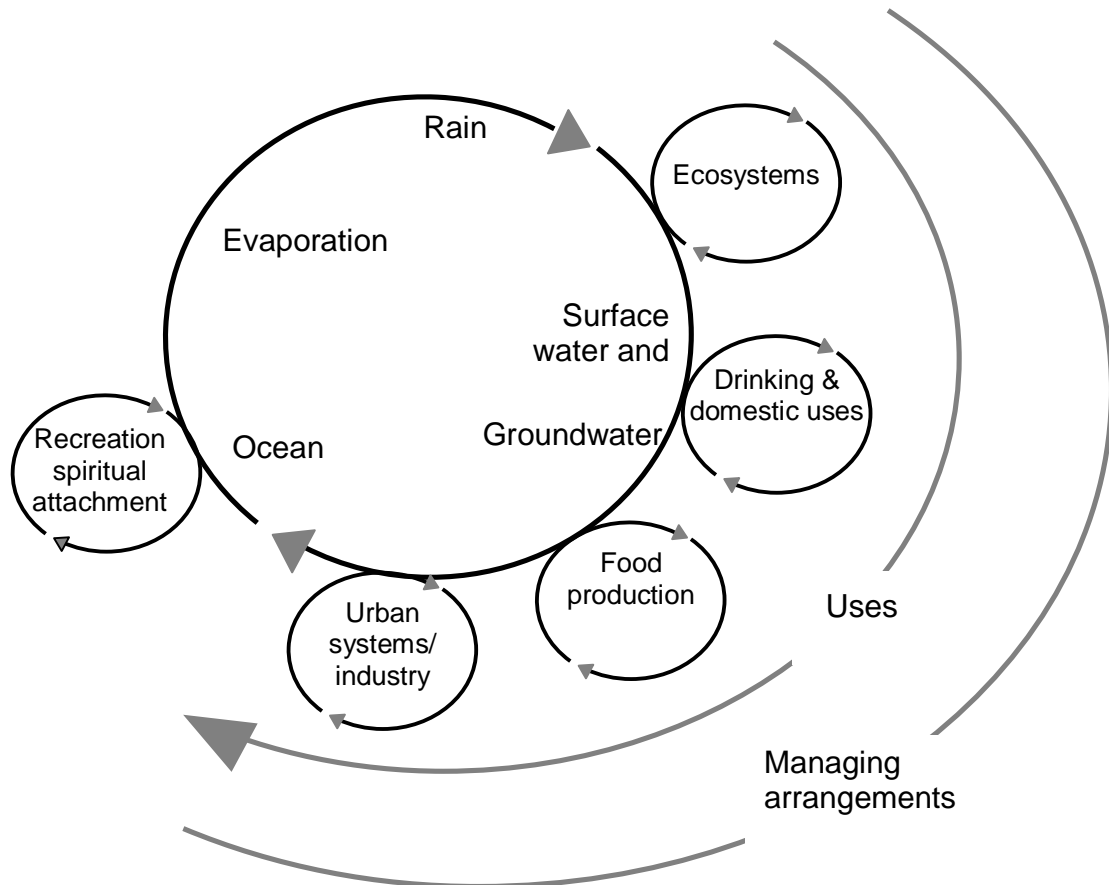 Rain
Ecosystems
Evaporation
Surface
water and
Groundwater
Drinking &
domestic uses
Recreation
spiritual
attachment
Ocean
Food
production
Urban
systems/
industry
Uses
Managing
arrangements